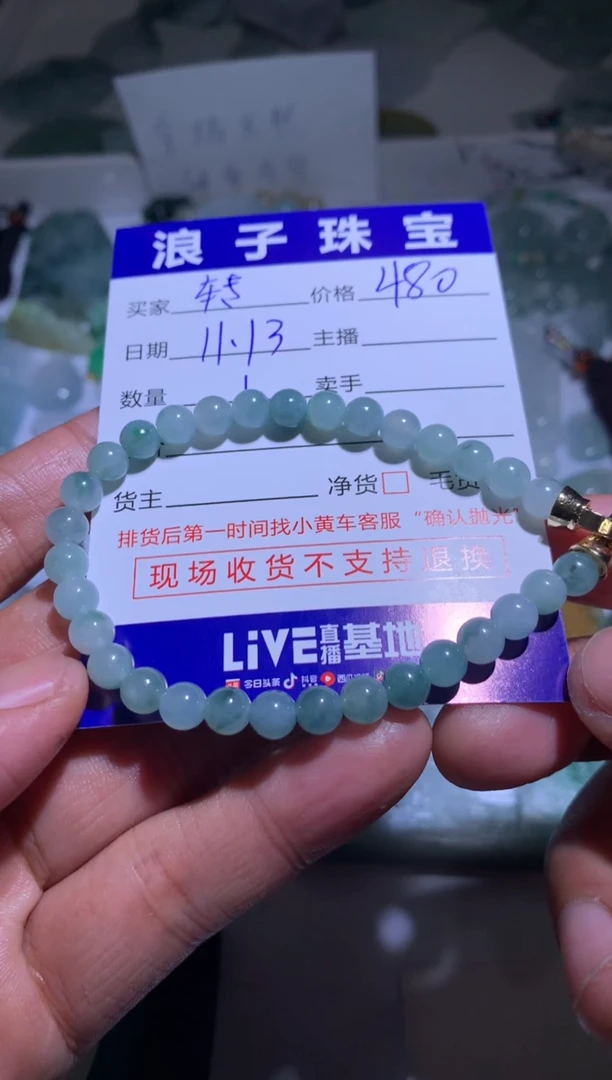 浪子珠宝
买家 转 价格 480
日期 11.13 主播
数量 1 卖手
货主 净货□ 毛货
排货后第一时间找小黄车客服“确认抛光”
现场收货不支持退换
LiVE直播基地
今日头条 抖音 西瓜视频